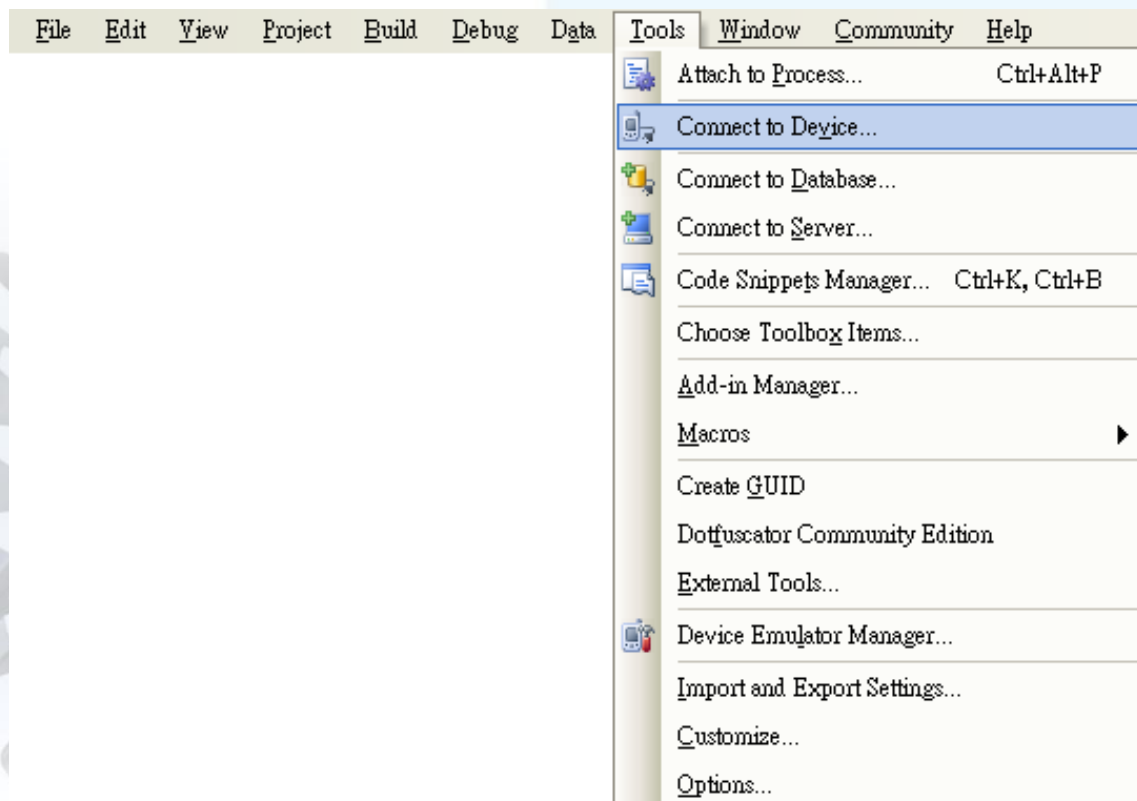 File Edit View Project Build Debug Data Tools Window Community Help
Attach to Process... Ctrl+Alt+P
Connect to Device...
Connect to Database...
Connect to Server...
Code Snippets Manager... Ctrl+K, Ctrl+B
Choose Toolbox Items...
Add-in Manager...
Macros
Create GUID
Dotfuscator Community Edition
External Tools...
Device Emulator Manager...
Import and Export Settings...
Customize...
Options...